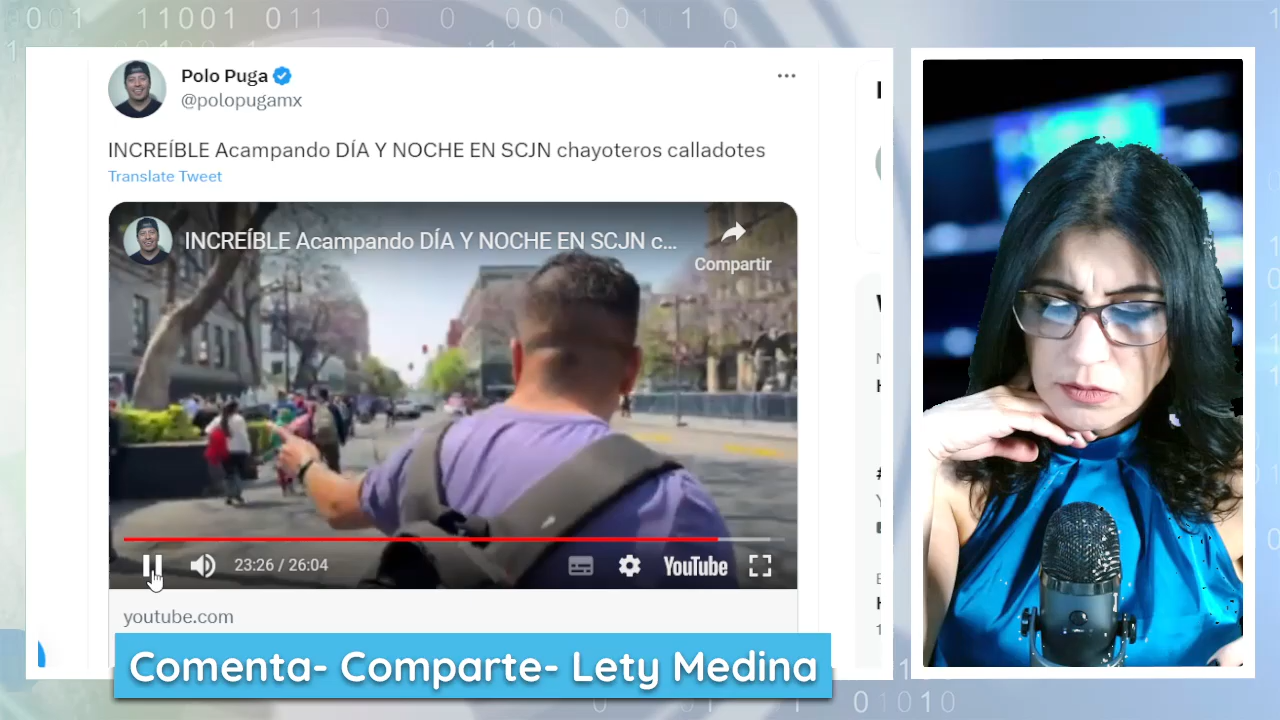 Polo Puga
@polopugamx
INCREÍBLE Acampando DÍA Y NOCHE EN SCJN chayoteros calladotes
Translate Tweet
INCREÍBLE Acampando DÍA Y NOCHE EN SCJN c...
Compartir
23:26 / 26:04
YouTube
youtube.com
Comenta- Comparte- Lety Medina